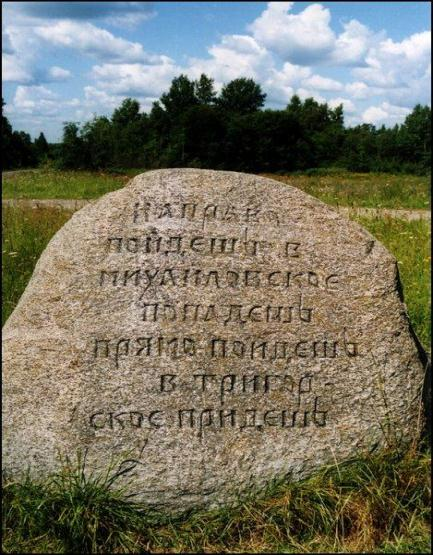 НАПРАВО
ПОЙДЕШЬ В
МИХАЙЛОВСКОЕ
ПОПАДЕШЬ
ПРЯМО ПОЙДЕШЬ
В ТРИГОР-
СКОЕ ПРИДЕШЬ